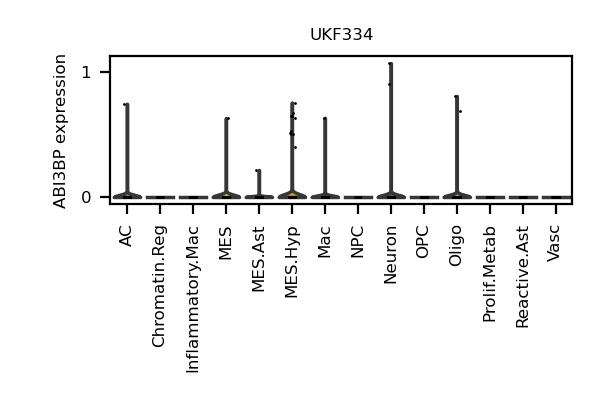 UKF334
ABI3BP expression
1
0
AC
Chromatin.Reg
Inflammatory.Mac
MES
MES.Ast
MES.Hyp
Mac
NPC
Neuron
OPC
Oligo
Prolif.Metab
Reactive.Ast
Vasc